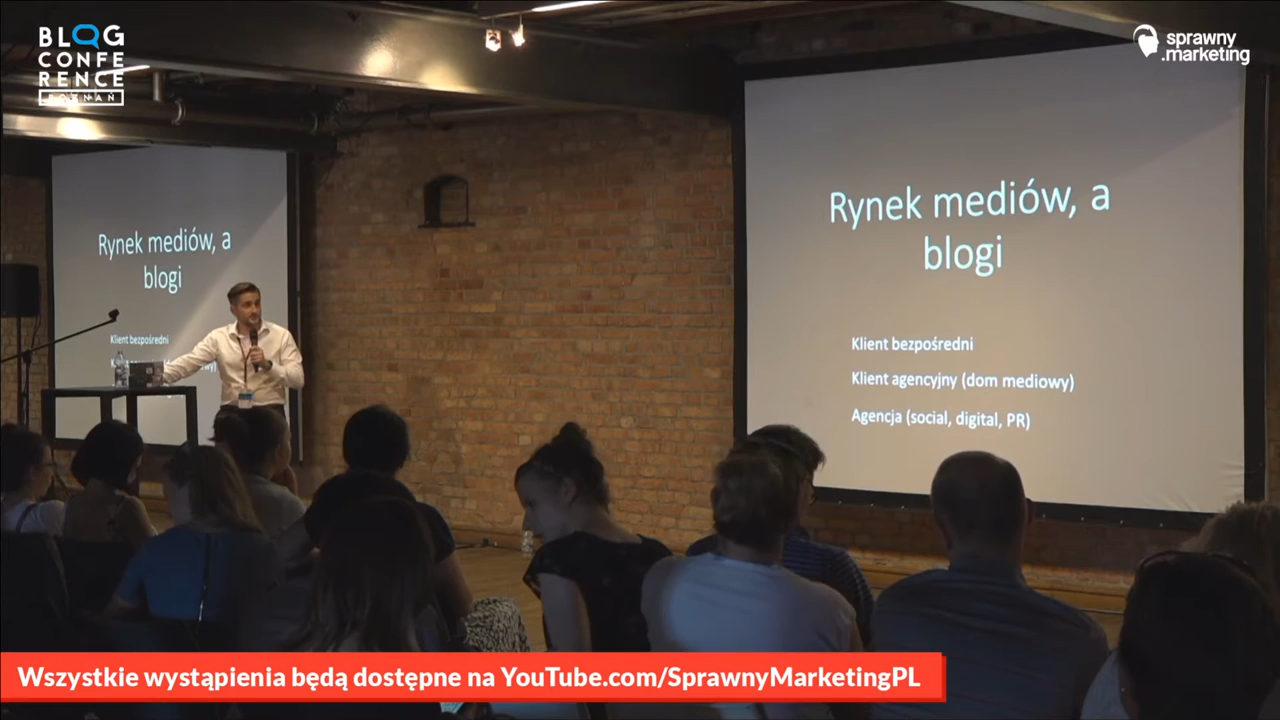 BLOG
CONFE
RENCE
POZNAŃ
sprawny
.marketing
Rynek mediów, a
blogi
Klient bezpośredni
Rynek mediów, a
blogi
Klient bezpośredni
Klient agencyjny (dom mediowy)
Agencja (social, digital, PR)
Wszystkie wystąpienia będą dostępne na YouTube.com/SprawnyMarketingPL